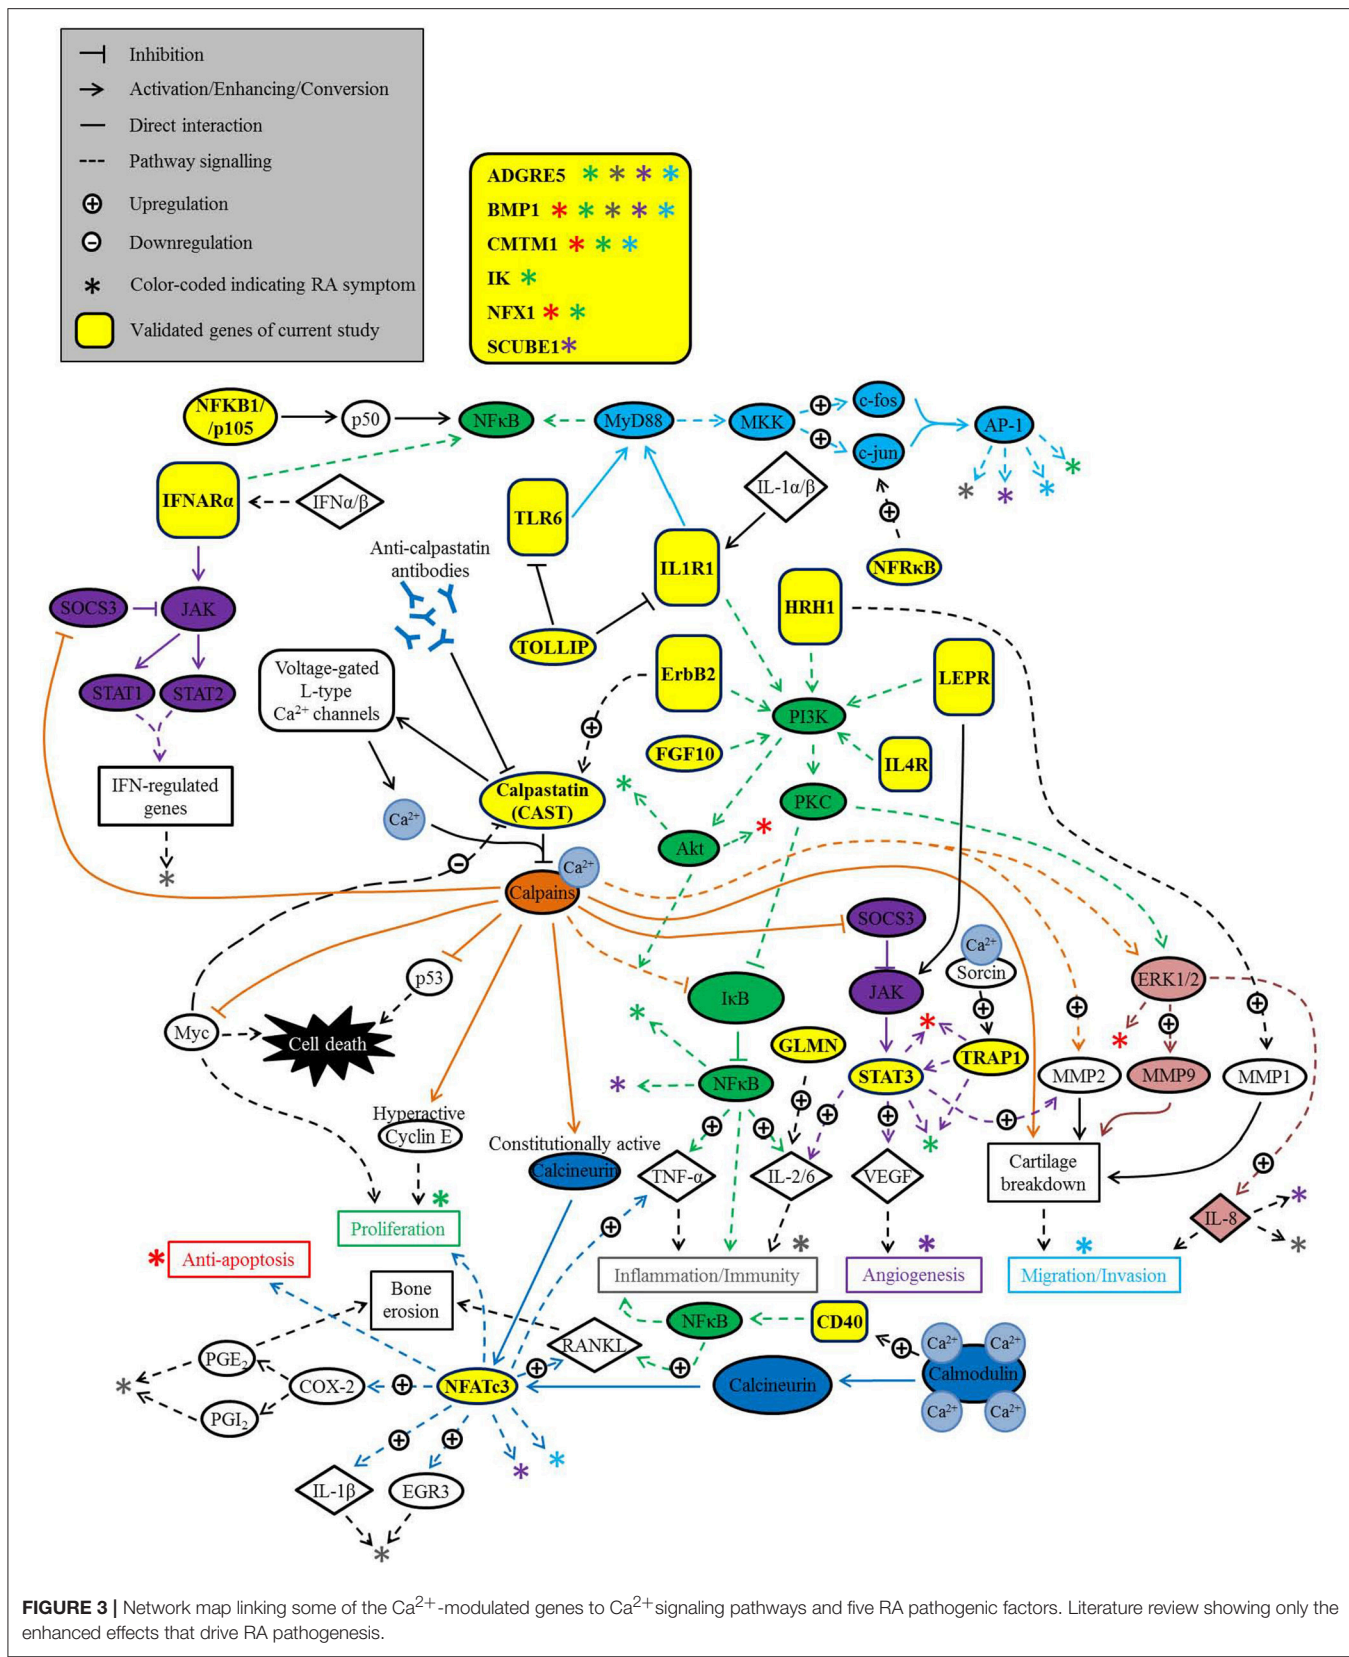 Inhibition
Activation/Enhancing/Conversion
Direct interaction
Pathway signalling
Upregulation
Downregulation
Color-coded indicating RA symptom
Validated genes of current study
ADGRE5 * * * *
BMP1 * * * * *
CMTM1 * * *
IK *
NFX1 * *
SCUBE1*
NFKB1/
/p105
p50
NFκB
MyD88
MKK
c-fos
c-jun
AP-1
IFNARα
IFNα/β
TLR6
IL1R1
IL-1α/β
NFRκB
Anti-calpastatin
antibodies
SOCS3
JAK
TOLLIP
HRH1
STAT1
STAT2
Voltage-gated
L-type
Ca²⁺ channels
ErbB2
LEPR
PI3K
FGF10
IL4R
IFN-regulated
genes
Ca²⁺
Calpastatin
(CAST)
PKC
Akt
Ca²⁺
Calpains
SOCS3
Ca²⁺
Sorcin
p53
IκB
JAK
ERK1/2
Myc
Cell death
GLMN
NFκB
STAT3
TRAP1
MMP2
MMP9
MMP1
Hyperactive
Cyclin E
Constitutionally active
Calcineurin
TNF-α
IL-2/6
VEGF
Cartilage
breakdown
IL-8
Proliferation
Anti-apoptosis
Inflammation/Immunity
Angiogenesis
Migration/Invasion
Bone
erosion
NFκB
CD40
RANKL
Ca²⁺
Ca²⁺
Calmodulin
Ca²⁺
Ca²⁺
PGE₂
COX-2
NFATc3
Calcineurin
PGI₂
IL-1β
EGR3
FIGURE 3 | Network map linking some of the Ca²⁺-modulated genes to Ca²⁺signaling pathways and five RA pathogenic factors. Literature review showing only the
enhanced effects that drive RA pathogenesis.